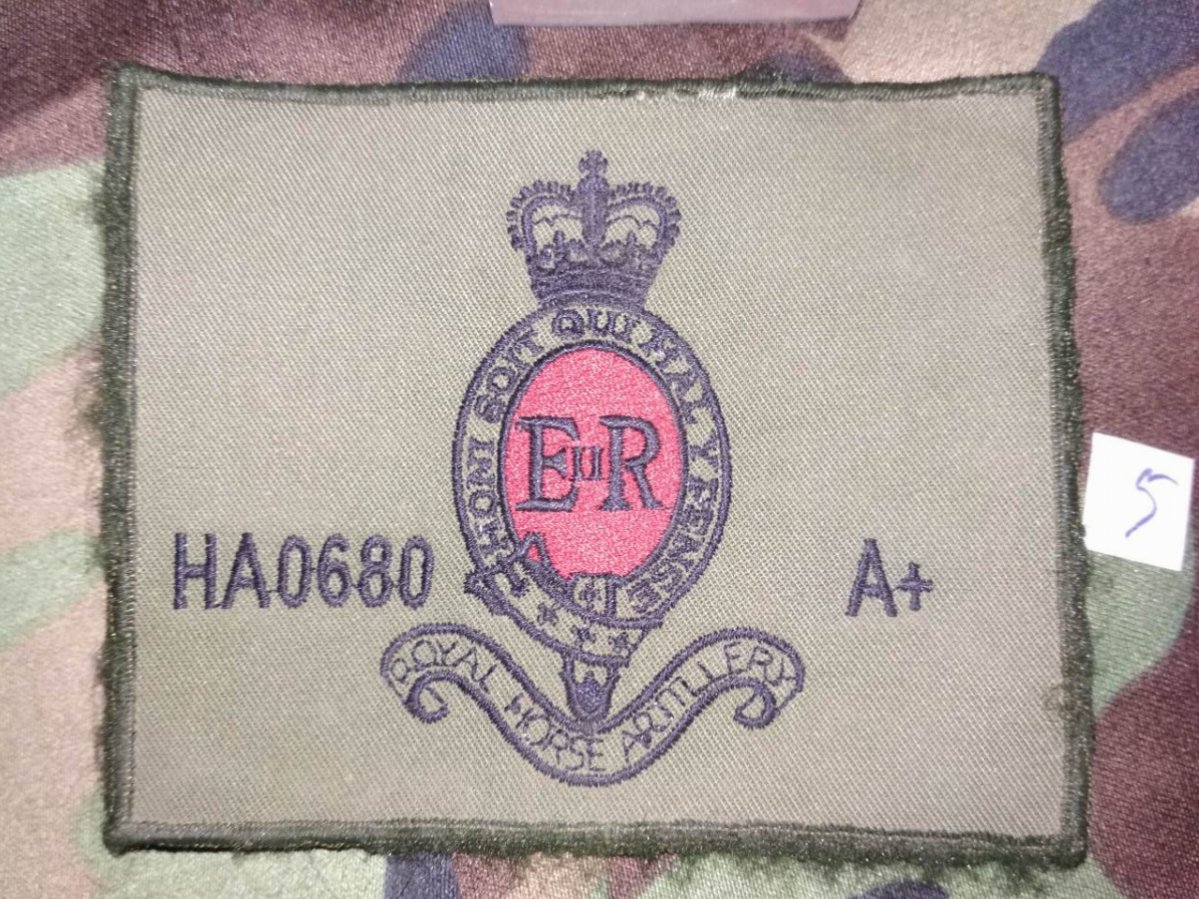 HONI SOIT QUI MAL Y PENSE
EIIR
HA0680
A+
ROYAL HORSE ARTILLERY
5